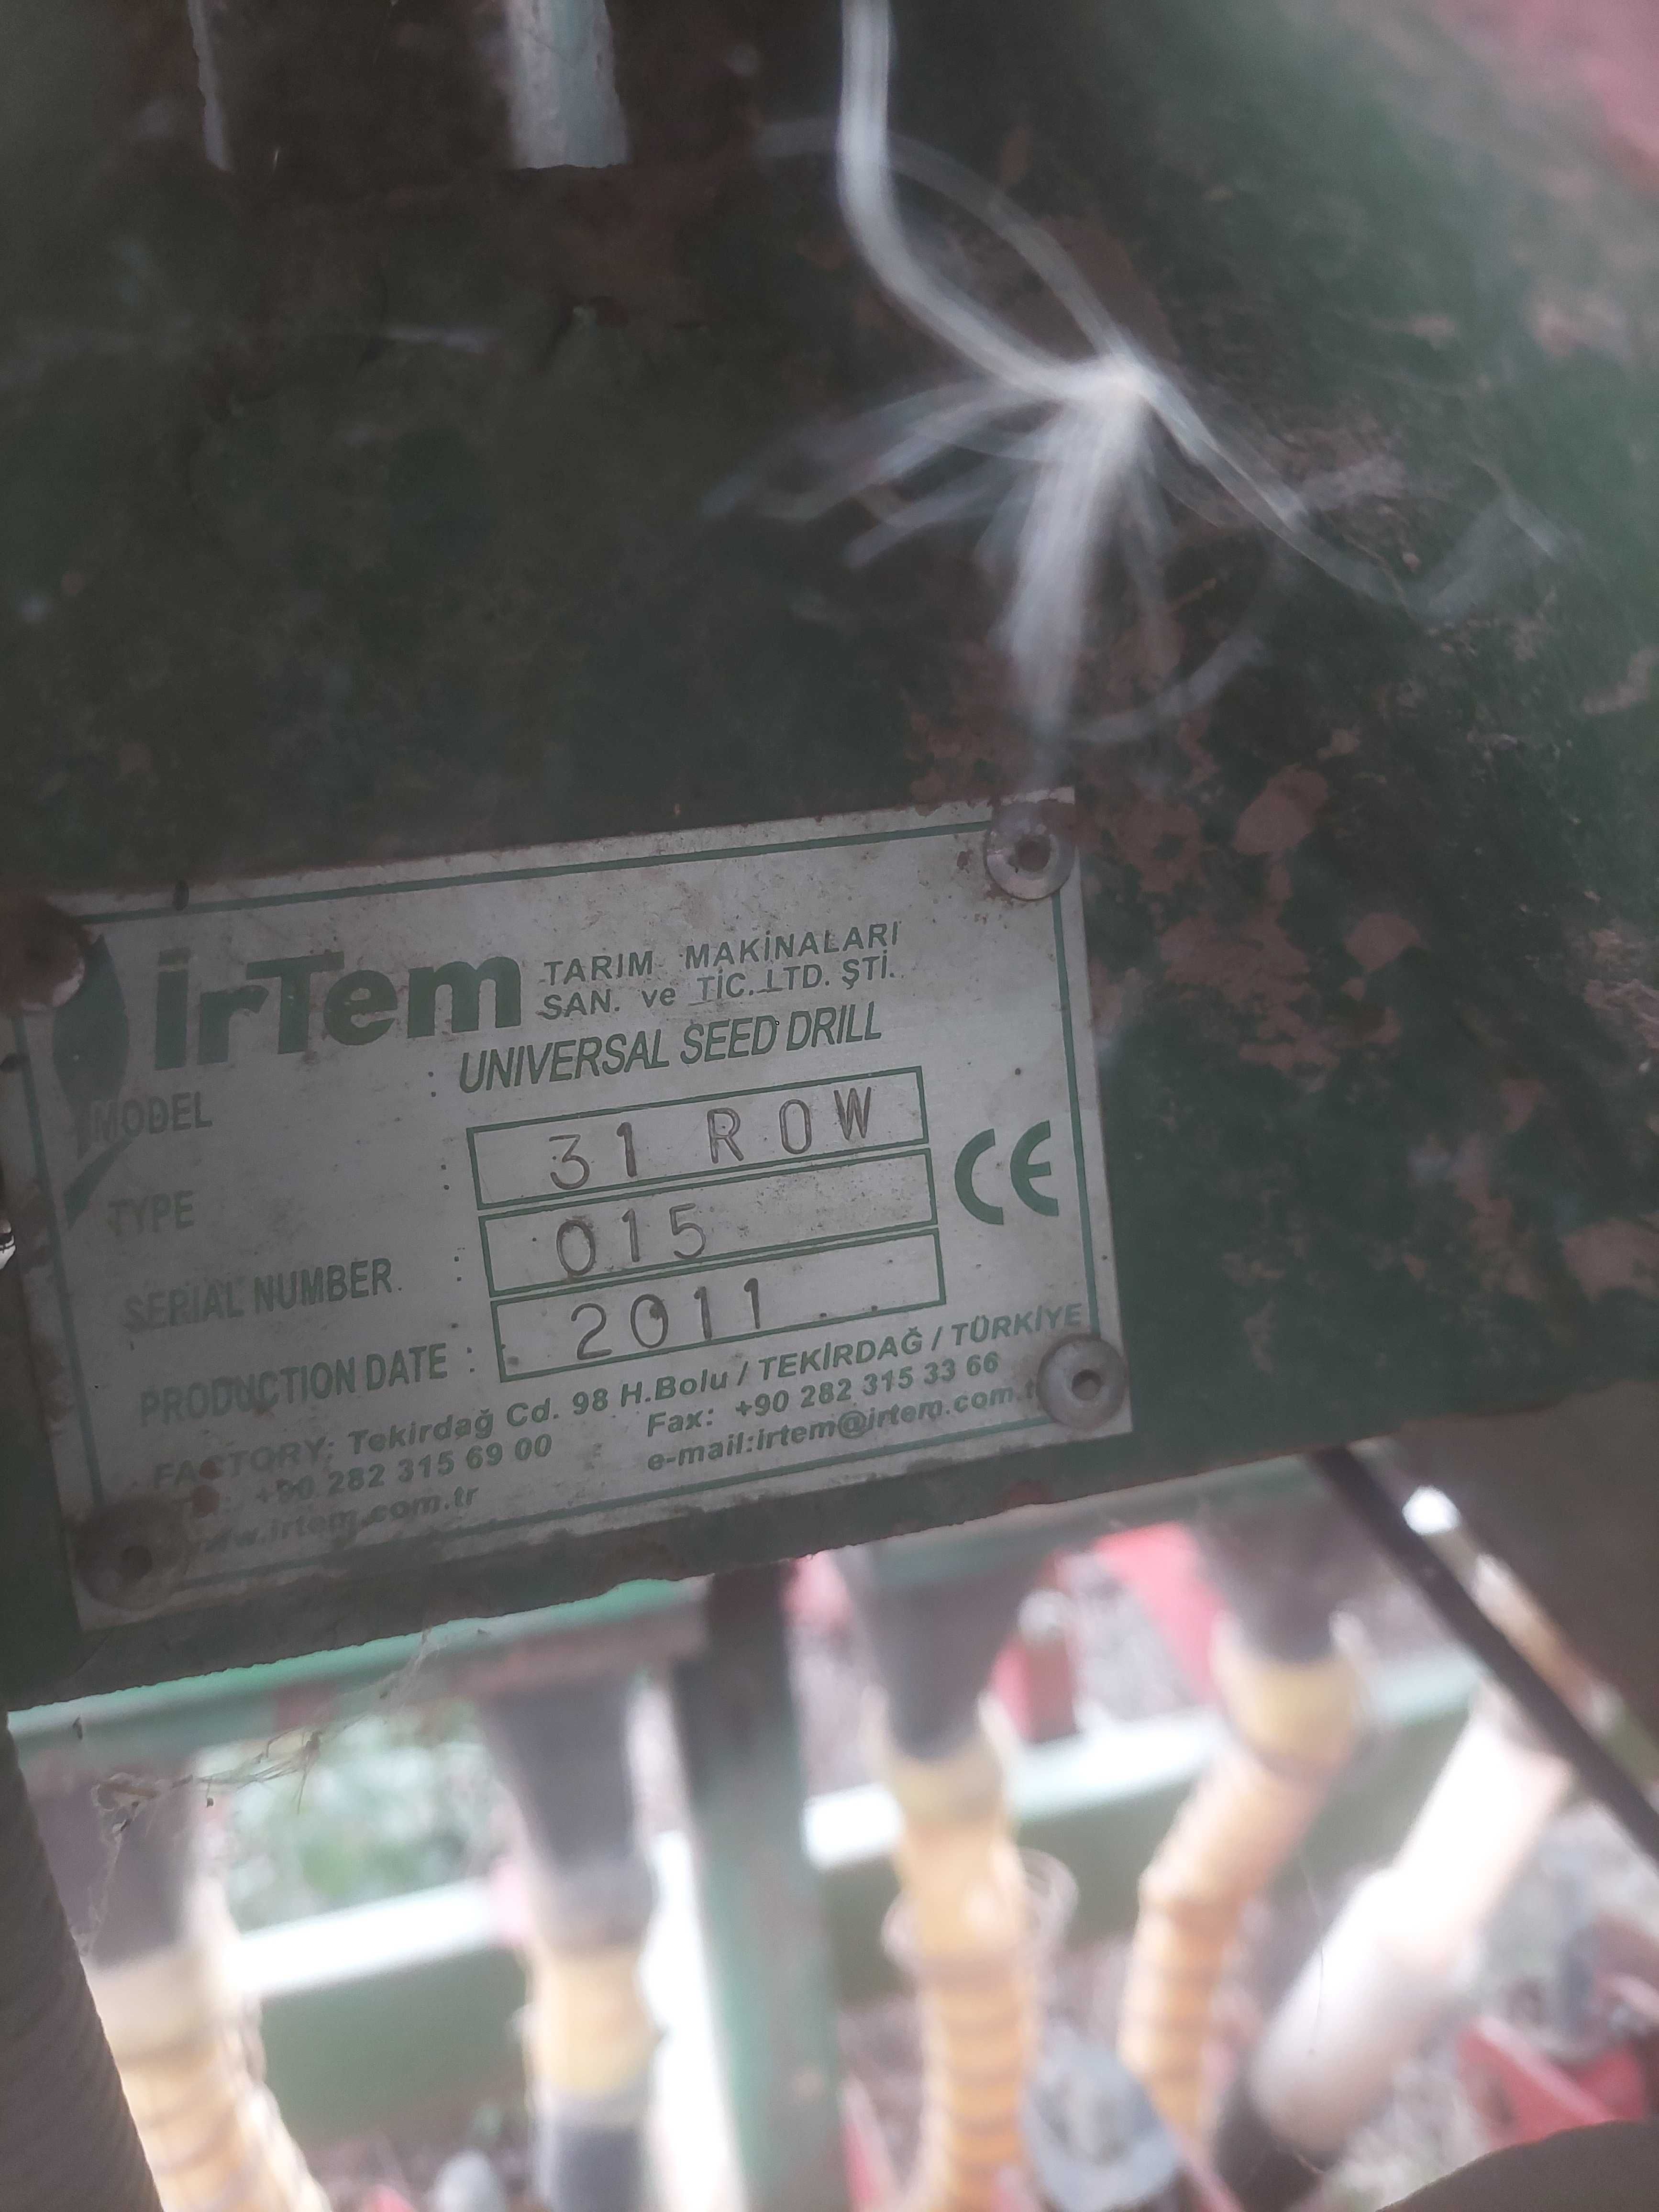 irTem TARIM MAKİNALARI
SAN. ve TİC. LTD. ŞTİ.
MODEL : UNIVERSAL SEED DRILL
TYPE : 31 ROW
SERIAL NUMBER : 015
PRODUCTION DATE : 2011
CE
FACTORY: Tekirdağ Cd. 98 H.Bolu / TEKİRDAĞ / TÜRKİYE
+90 282 315 69 00 Fax: +90 282 315 33 66
www.irtem.com.tr e-mail:irtem@irtem.com.t